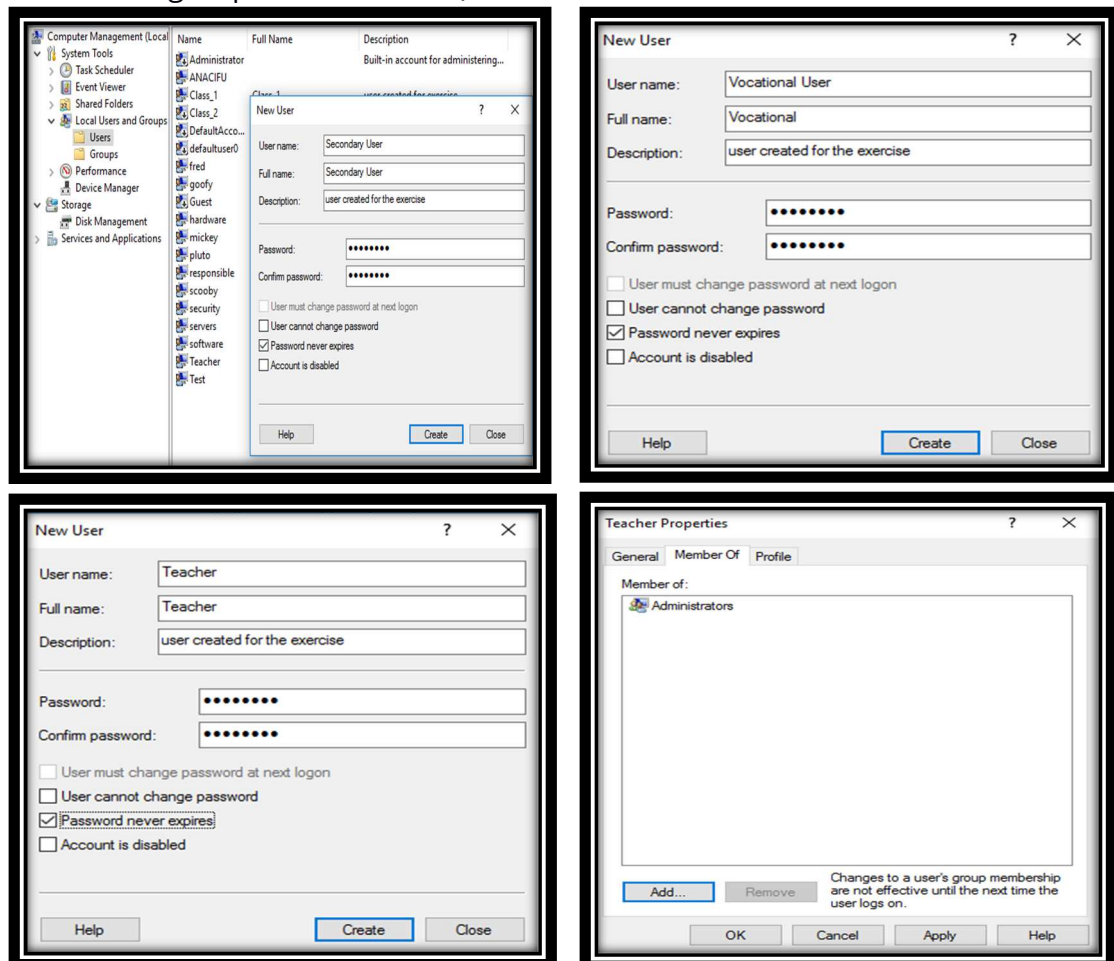 Computer Management (Local
System Tools
Task Scheduler
Event Viewer
Shared Folders
Local Users and Groups
Users
Groups
Performance
Device Manager
Storage
Disk Management
Services and Applications
Name Full Name Description
Administrator Built-in account for administering...
ANACIFU
Class_1 Class_1 user created for exercise
Class_2
DefaultAcco...
defaultuser0
fred
goofy
Guest
hardware
mickey
pluto
responsible
scooby
security
servers
software
Teacher
Test
New User ? X
User name: Secondary User
Full name: Secondary User
Description: user created for the exercise
Password: ••••••••
Confirm password: ••••••••
User must change password at next logon
User cannot change password
Password never expires
Account is disabled
Help Create Close
New User ? X
User name: Vocational User
Full name: Vocational
Description: user created for the exercise
Password: ••••••••
Confirm password: ••••••••
User must change password at next logon
User cannot change password
Password never expires
Account is disabled
Help Create Close
New User ? X
User name: Teacher
Full name: Teacher
Description: user created for the exercise
Password: ••••••••
Confirm password: ••••••••
User must change password at next logon
User cannot change password
Password never expires
Account is disabled
Help Create Close
Teacher Properties ? X
General Member Of Profile
Member of:
Administrators
Add... Remove
Changes to a user's group membership
are not effective until the next time the
user logs on.
OK Cancel Apply Help